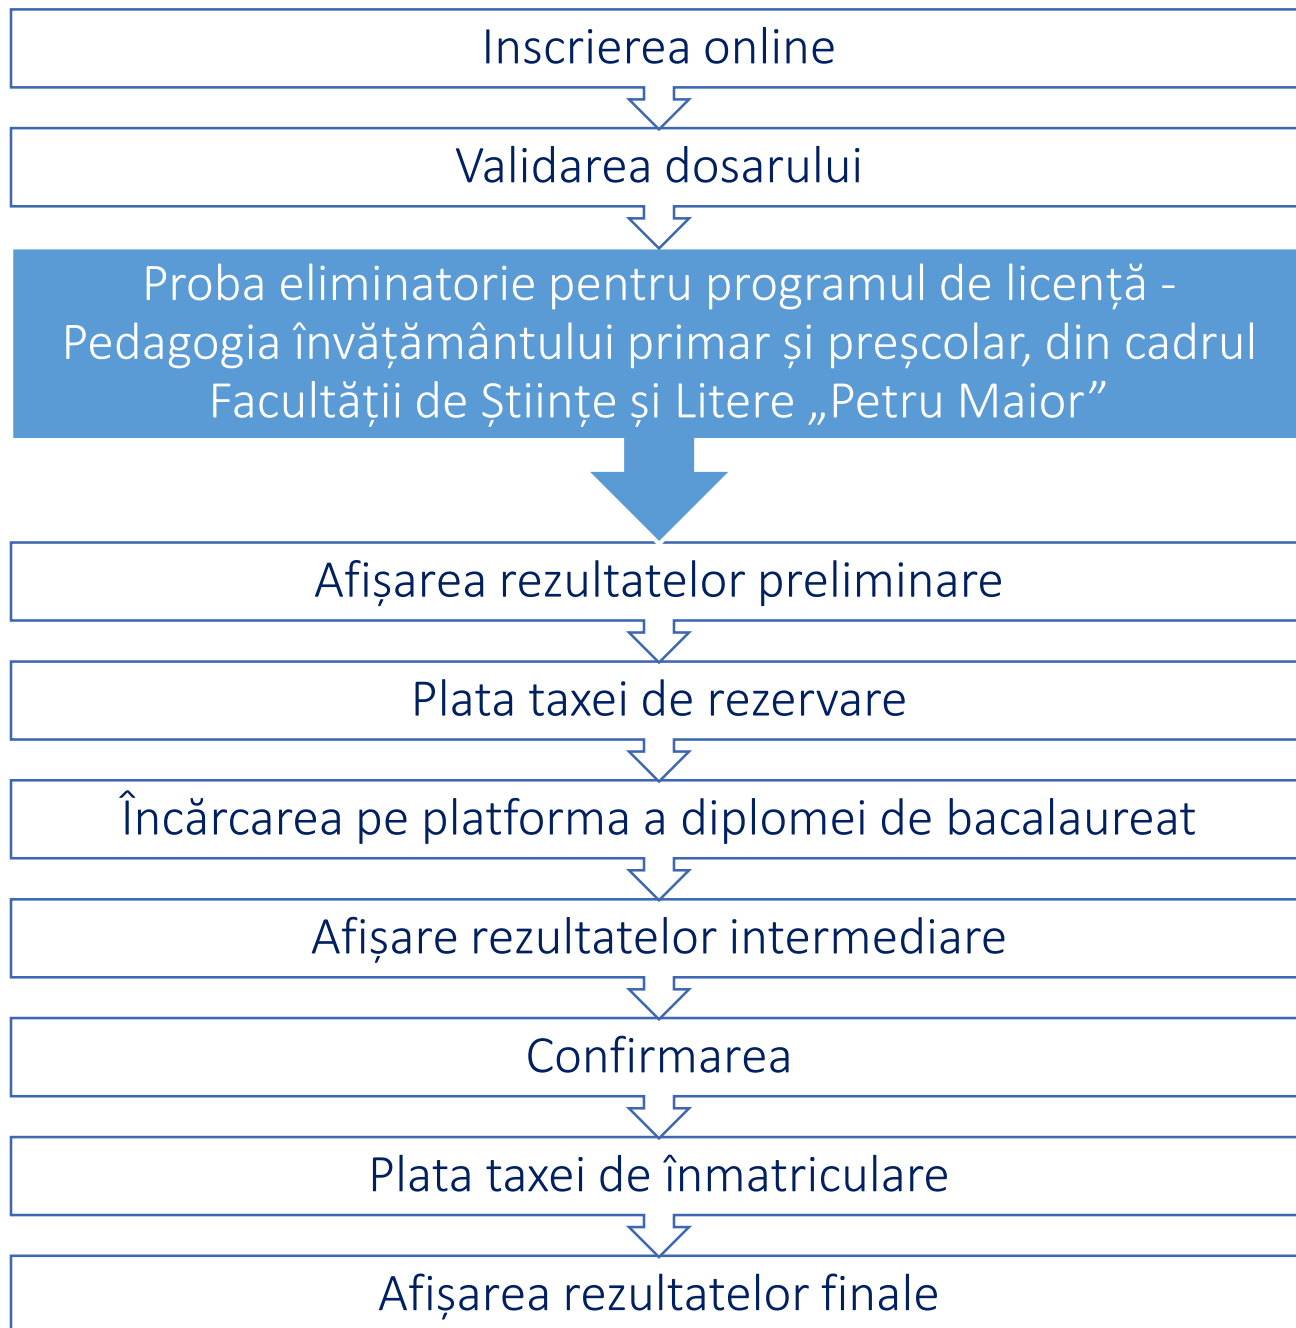 Inscrierea online
Validarea dosarului
Proba eliminatorie pentru programul de licență -
Pedagogia învățământului primar și preșcolar, din cadrul
Facultății de Științe și Litere „Petru Maior”
Afișarea rezultatelor preliminare
Plata taxei de rezervare
Încărcarea pe platforma a diplomei de bacalaureat
Afișare rezultatelor intermediare
Confirmarea
Plata taxei de înmatriculare
Afișarea rezultatelor finale